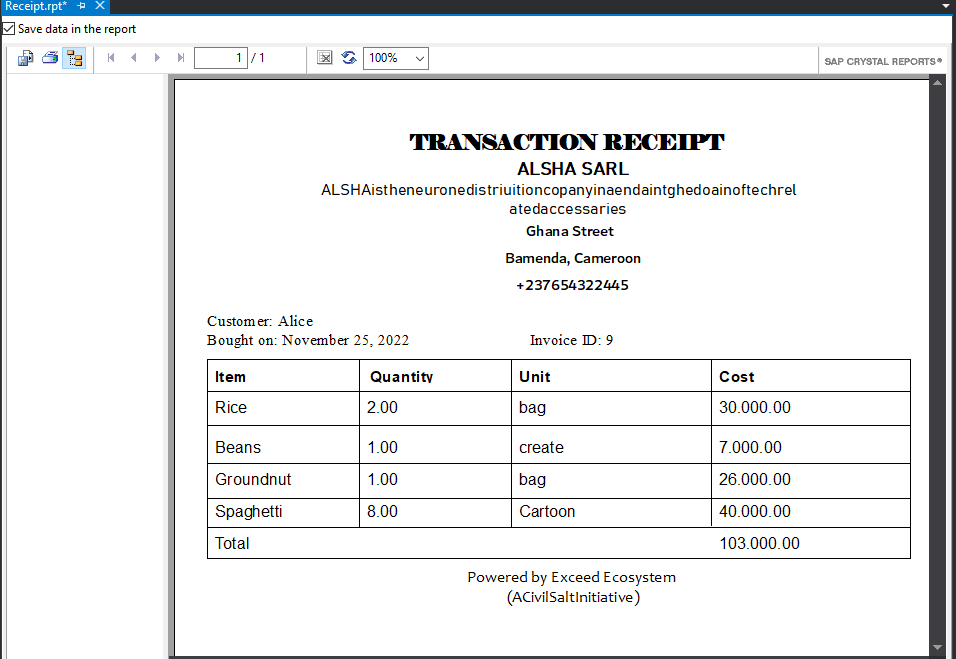 Receipt.rpt*
Save data in the report
1 / 1
100%
SAP CRYSTAL REPORTS®
TRANSACTION RECEIPT
ALSHA SARL
ALSHAistheneuronedistriuitioncopanyinaendaintghedoainoftechrel
atedaccessaries
Ghana Street
Bamenda, Cameroon
+237654322445
Customer: Alice
Bought on: November 25, 2022 Invoice ID: 9
Item Quantity Unit Cost
Rice 2.00 bag 30.000.00
Beans 1.00 create 7.000.00
Groundnut 1.00 bag 26.000.00
Spaghetti 8.00 Cartoon 40.000.00
Total 103.000.00
Powered by Exceed Ecosystem
(ACivilSaltInitiative)